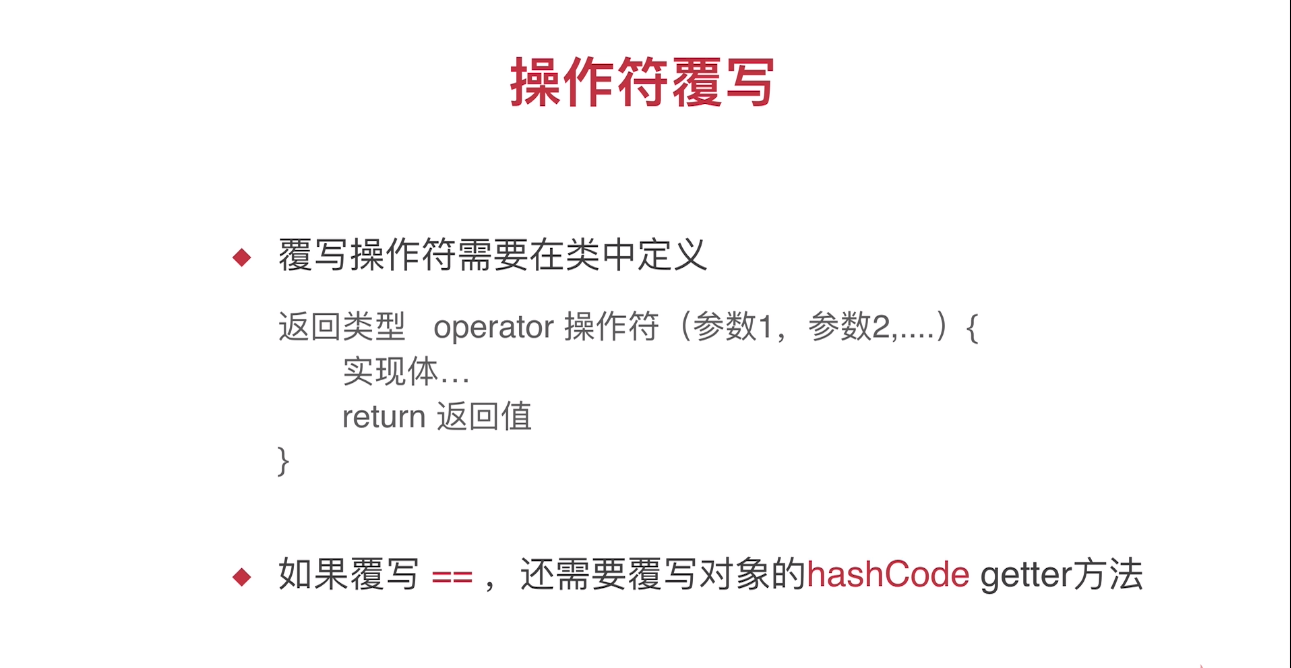 操作符覆写
覆写操作符需要在类中定义
返回类型 operator 操作符（参数1，参数2,....）{
实现体…
return 返回值
}
如果覆写 == ，还需要覆写对象的hashCode getter方法